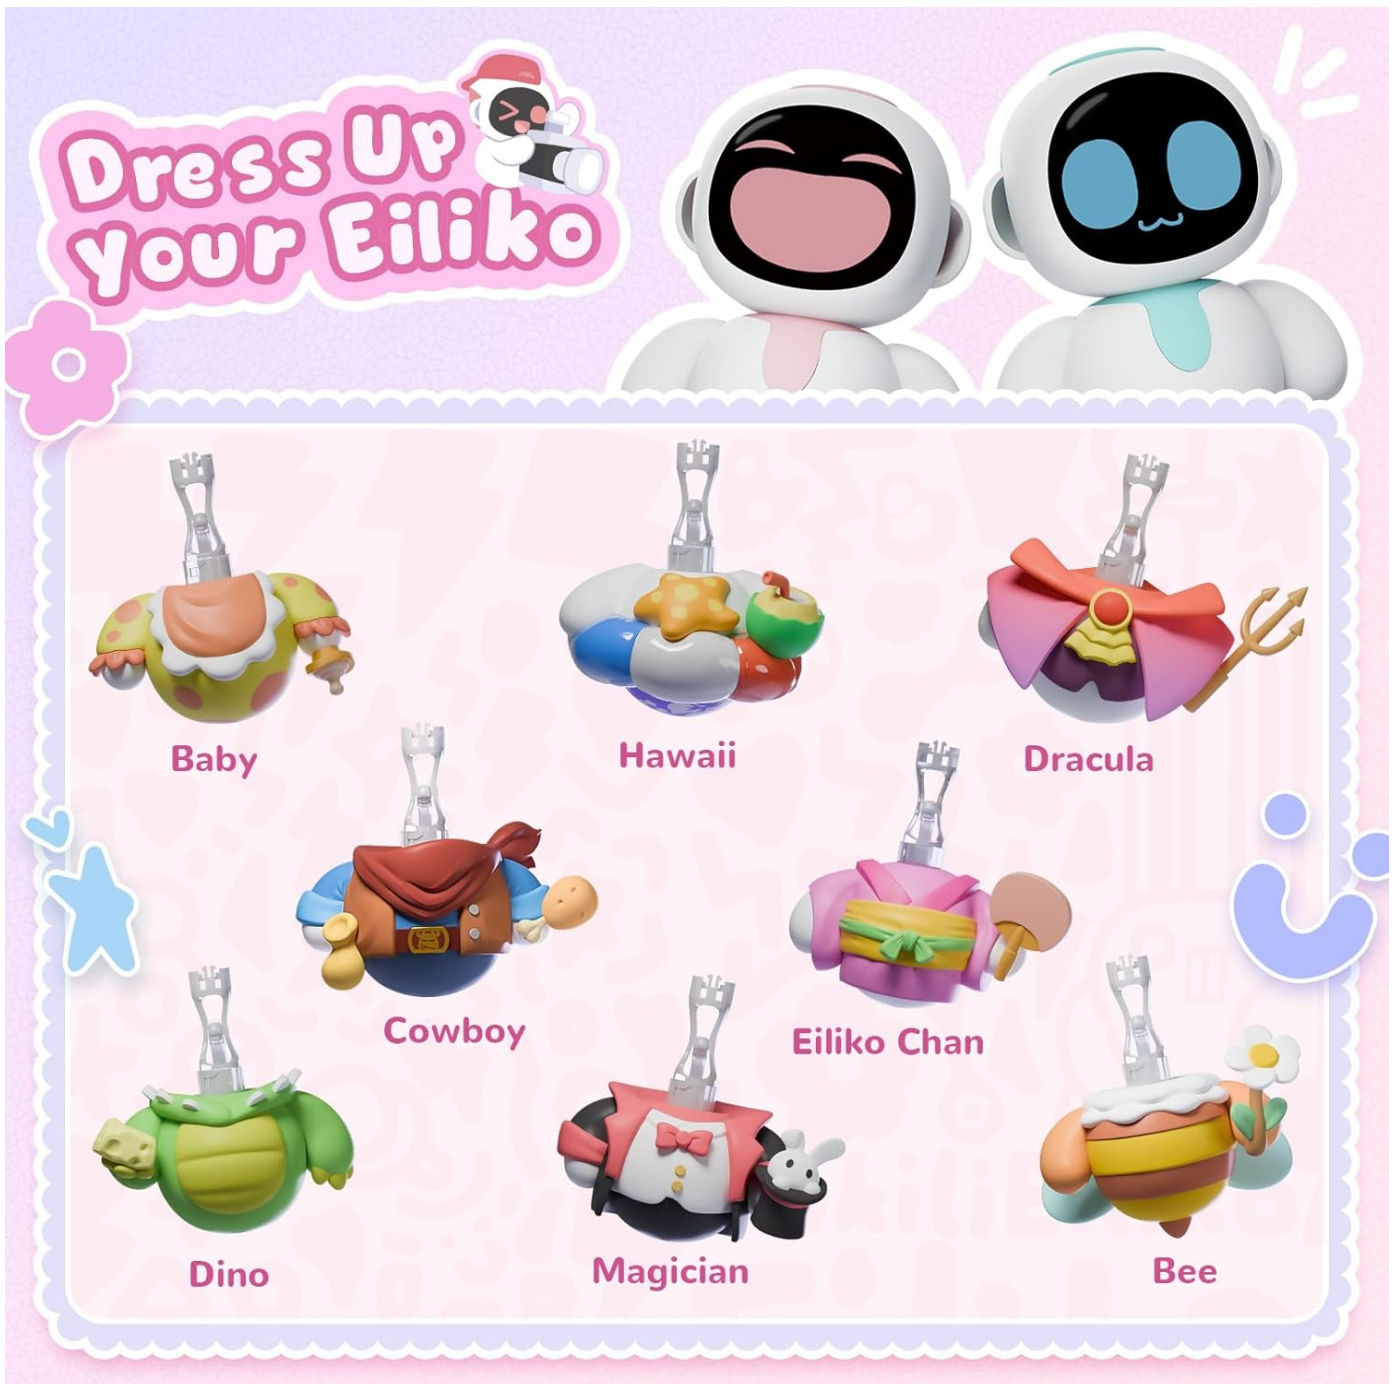 Dress Up
Your Eiliko
Baby
Hawaii
Dracula
Cowboy
Eiliko Chan
Dino
Magician
Bee